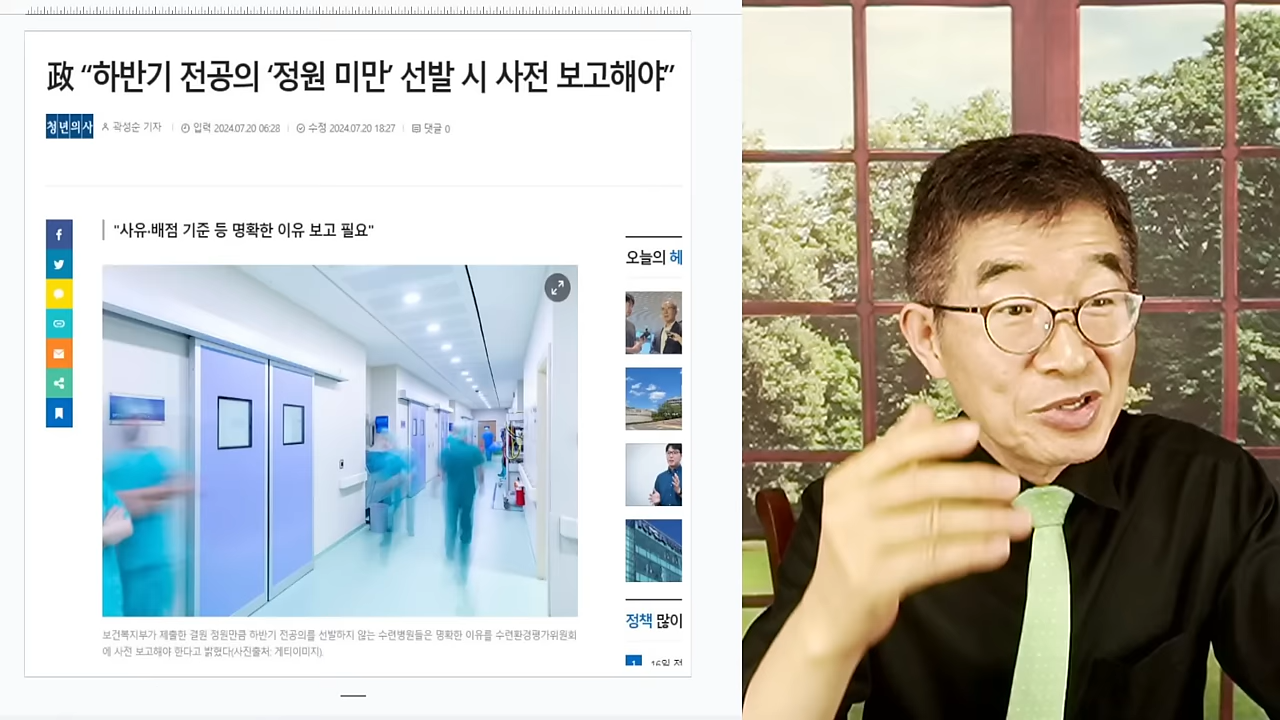 政 “하반기 전공의 ‘정원 미만’ 선발 시 사전 보고해야”
청년의사 곽성순 기자 입력 2024.07.20 06:28 수정 2024.07.20 18:27 댓글 0
"사유·배점 기준 등 명확한 이유 보고 필요"
오늘의 헤
보건복지부가 제출한 결원 정원만큼 하반기 전공의를 선발하지 않는 수련병원들은 명확한 이유를 수련환경평가위원회
에 사전 보고해야 한다고 밝혔다(사진출처: 게티이미지).
정책 많이
1